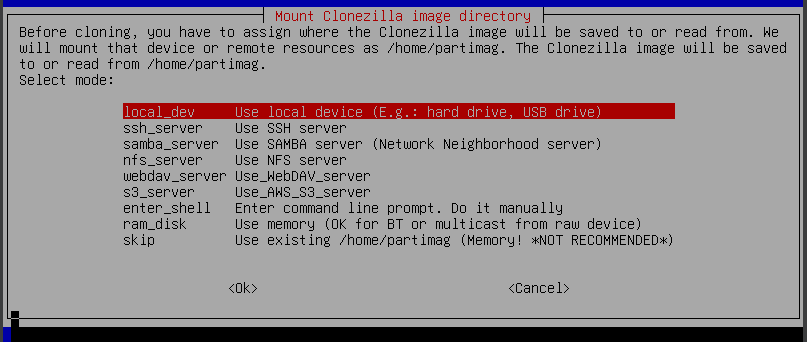 Mount Clonezilla image directory
Before cloning, you have to assign where the Clonezilla image will be saved to or read from. We
will mount that device or remote resources as /home/partimag. The Clonezilla image will be saved
to or read from /home/partimag.
Select mode:
local_dev Use local device (E.g.: hard drive, USB drive)
ssh_server Use SSH server
samba_server Use SAMBA server (Network Neighborhood server)
nfs_server Use NFS server
webdav_server Use_WebDAV_server
s3_server Use_AWS_S3_server
enter_shell Enter command line prompt. Do it manually
ram_disk Use memory (OK for BT or multicast from raw device)
skip Use existing /home/partimag (Memory! *NOT RECOMMENDED*)
<Ok> <Cancel>